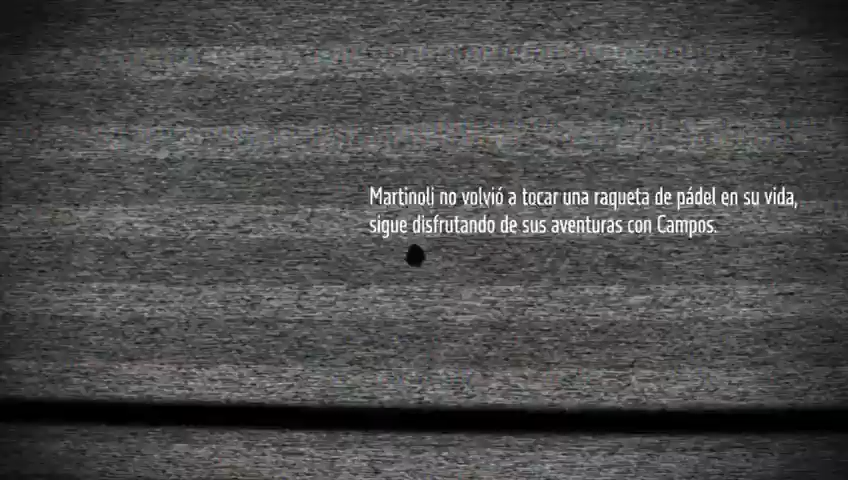 Martinoli no volvió a tocar una raqueta de pádel en su vida,
sigue disfrutando de sus aventuras con Campos.